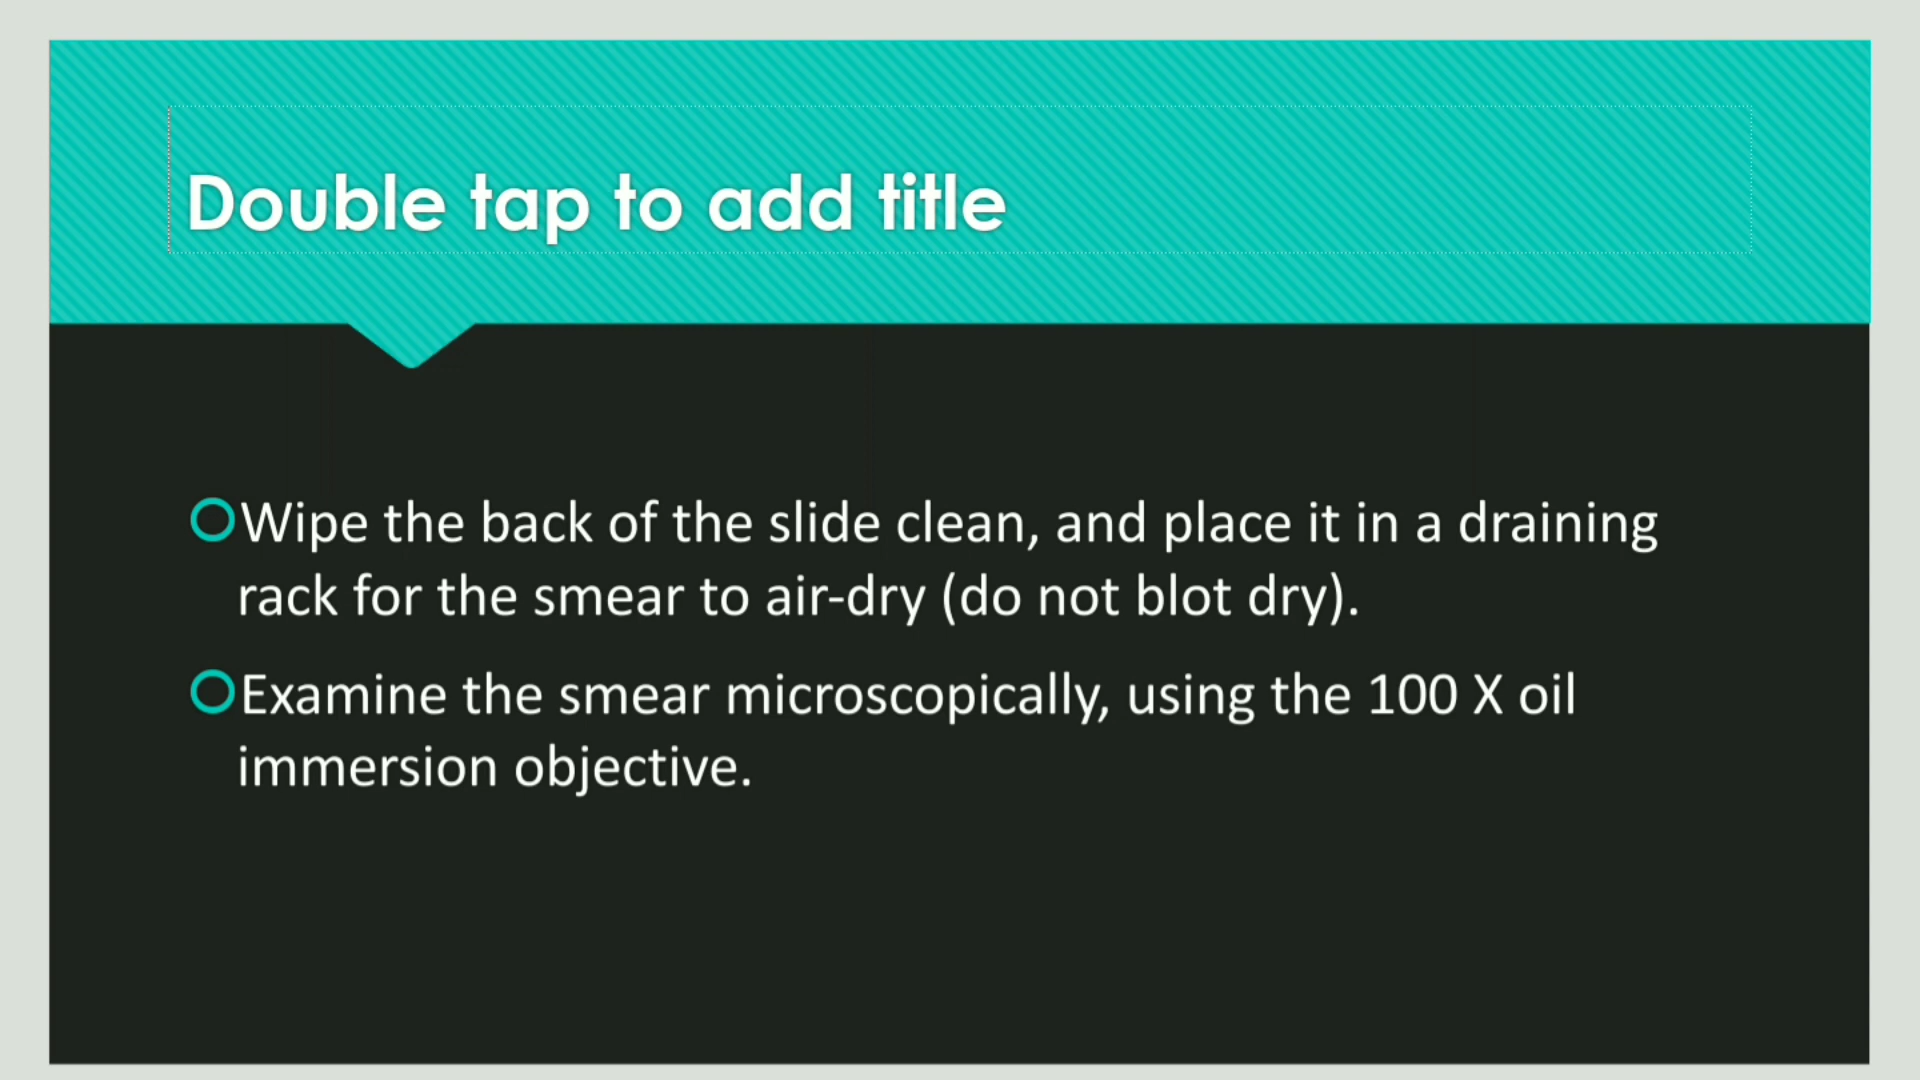 Double tap to add title
Wipe the back of the slide clean, and place it in a draining
rack for the smear to air-dry (do not blot dry).
Examine the smear microscopically, using the 100 X oil
immersion objective.